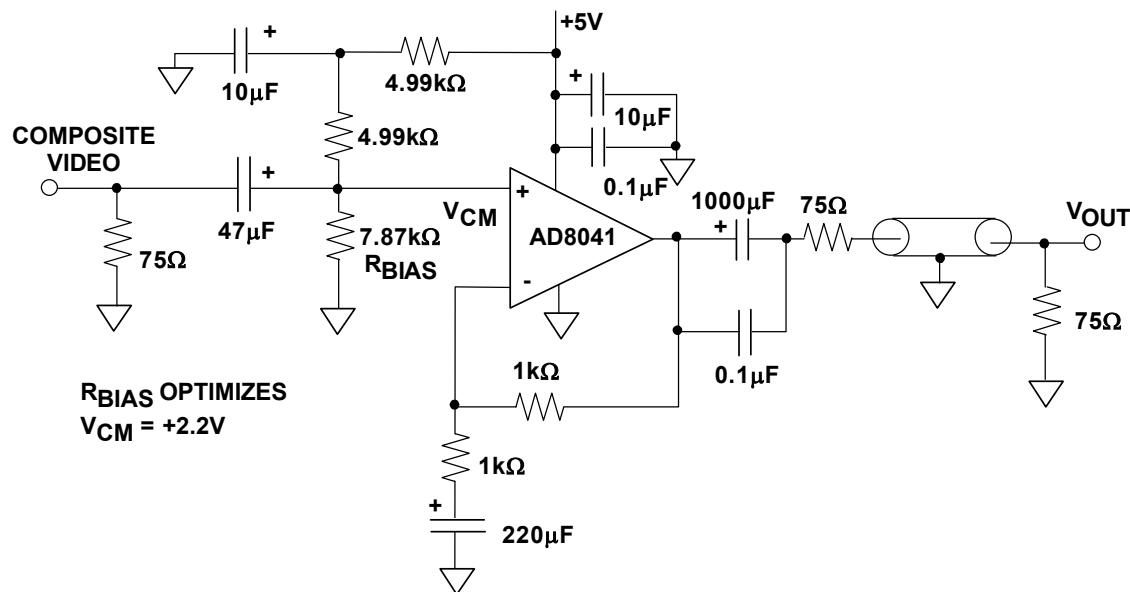 +5V
+
4.99kΩ
10μF
+
10μF
COMPOSITE
VIDEO
4.99kΩ
+
0.1μF
1000μF
75Ω
+
VCM
AD8041
+
VOUT
47μF
7.87kΩ
RBIAS
75Ω
-
75Ω
0.1μF
1kΩ
RBIAS OPTIMIZES
VCM = +2.2V
1kΩ
+
220μF